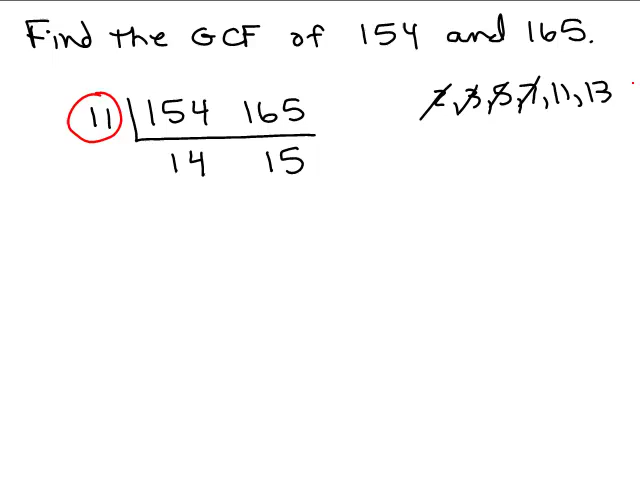 Find the GCF of 154 and 165.
2, 3, 5, 7, 11, 13
11 154 165
14 15